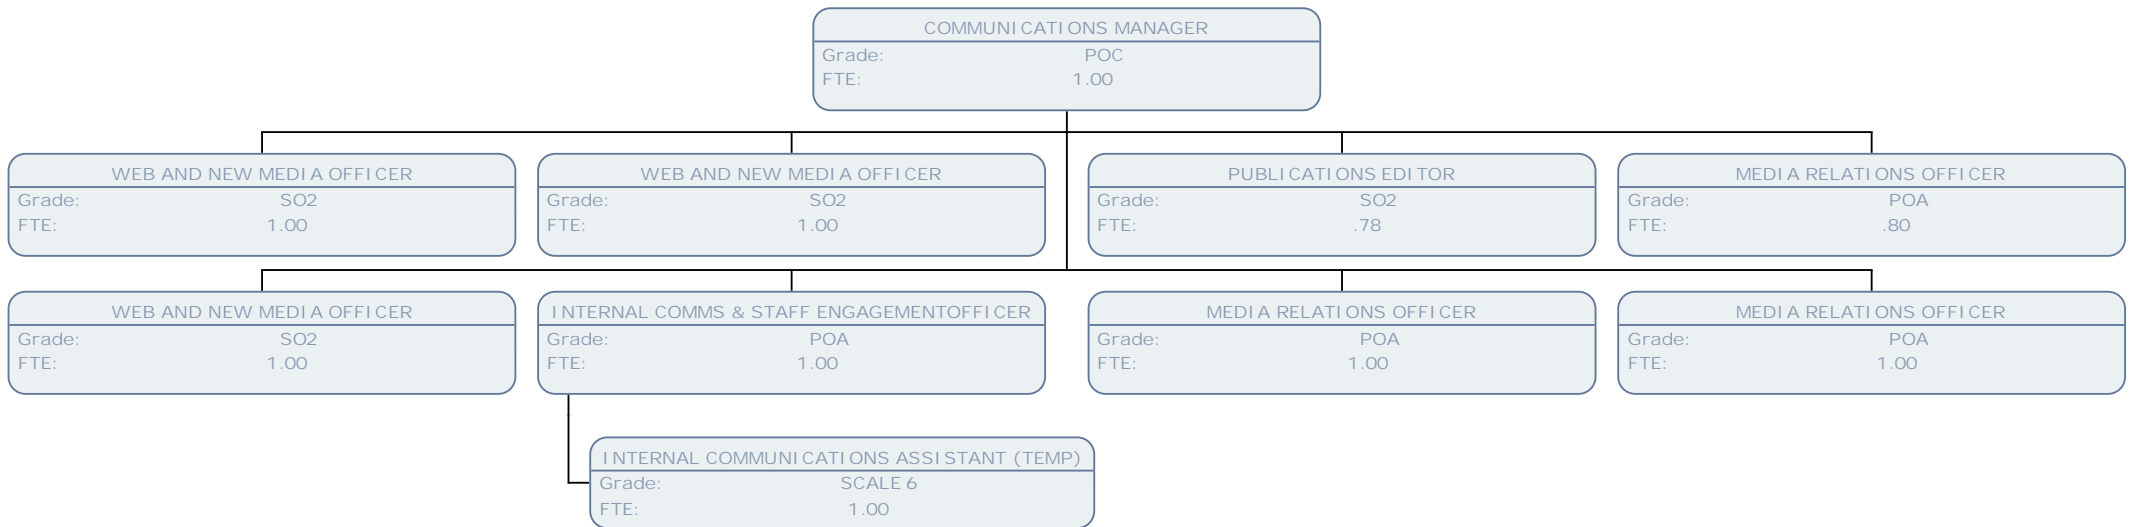 COMMUNICATIONS MANAGER
Grade: POC
FTE: 1.00
WEB AND NEW MEDIA OFFICER
Grade: SO2
FTE: 1.00
WEB AND NEW MEDIA OFFICER
Grade: SO2
FTE: 1.00
PUBLICATIONS EDITOR
Grade: SO2
FTE: .78
MEDIA RELATIONS OFFICER
Grade: POA
FTE: .80
WEB AND NEW MEDIA OFFICER
Grade: SO2
FTE: 1.00
INTERNAL COMMS & STAFF ENGAGEMENTOFFICER
Grade: POA
FTE: 1.00
MEDIA RELATIONS OFFICER
Grade: POA
FTE: 1.00
MEDIA RELATIONS OFFICER
Grade: POA
FTE: 1.00
INTERNAL COMMUNICATIONS ASSISTANT (TEMP)
Grade: SCALE 6
FTE: 1.00